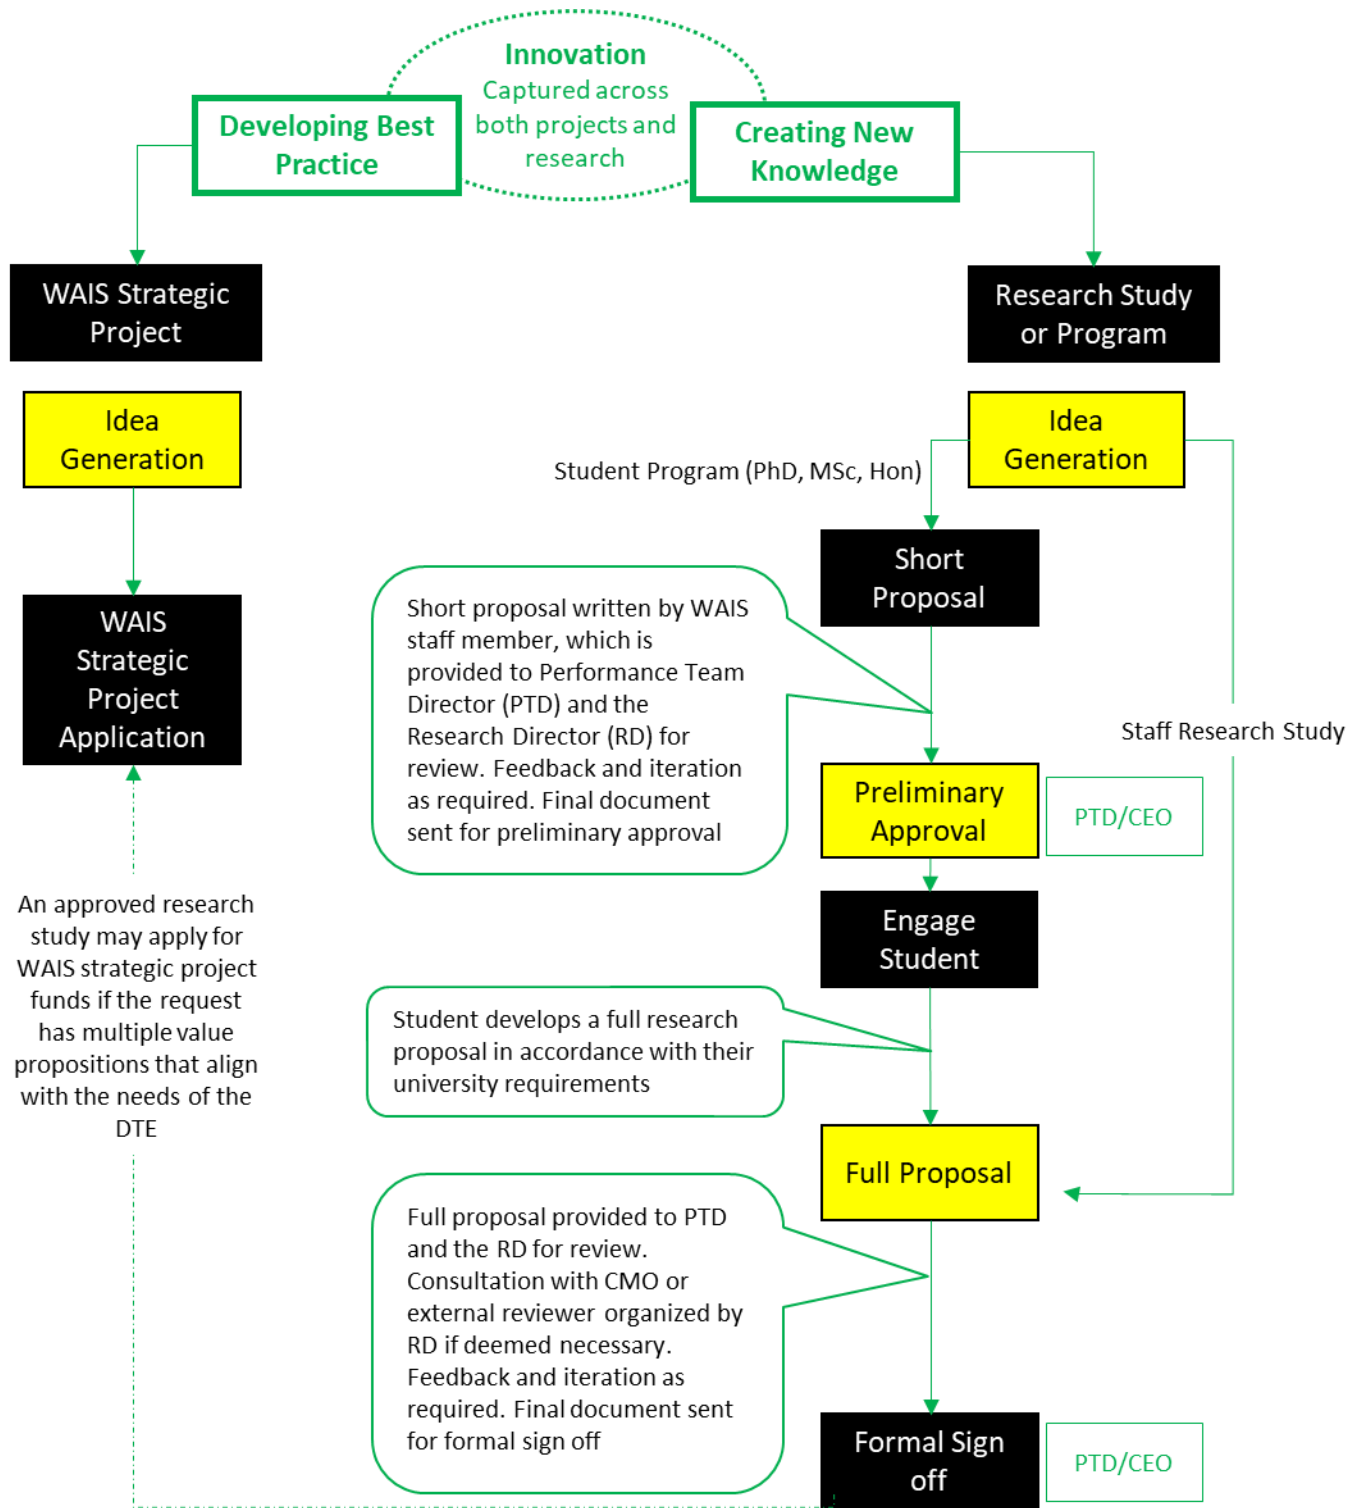 Innovation
Captured across
both projects and
research
Developing Best
Practice
Creating New
Knowledge
WAIS Strategic
Project
Research Study
or Program
Idea
Generation
Idea
Generation
Student Program (PhD, MSc, Hon)
Short
Proposal
WAIS
Strategic
Project
Application
Short proposal written by WAIS
staff member, which is
provided to Performance Team
Director (PTD) and the
Research Director (RD) for
review. Feedback and iteration
as required. Final document
sent for preliminary approval
Staff Research Study
Preliminary
Approval
PTD/CEO
An approved research
study may apply for
WAIS strategic project
funds if the request
has multiple value
propositions that align
with the needs of the
DTE
Engage
Student
Student develops a full research
proposal in accordance with their
university requirements
Full Proposal
Full proposal provided to PTD
and the RD for review.
Consultation with CMO or
external reviewer organized by
RD if deemed necessary.
Feedback and iteration as
required. Final document sent
for formal sign off
Formal Sign
off
PTD/CEO